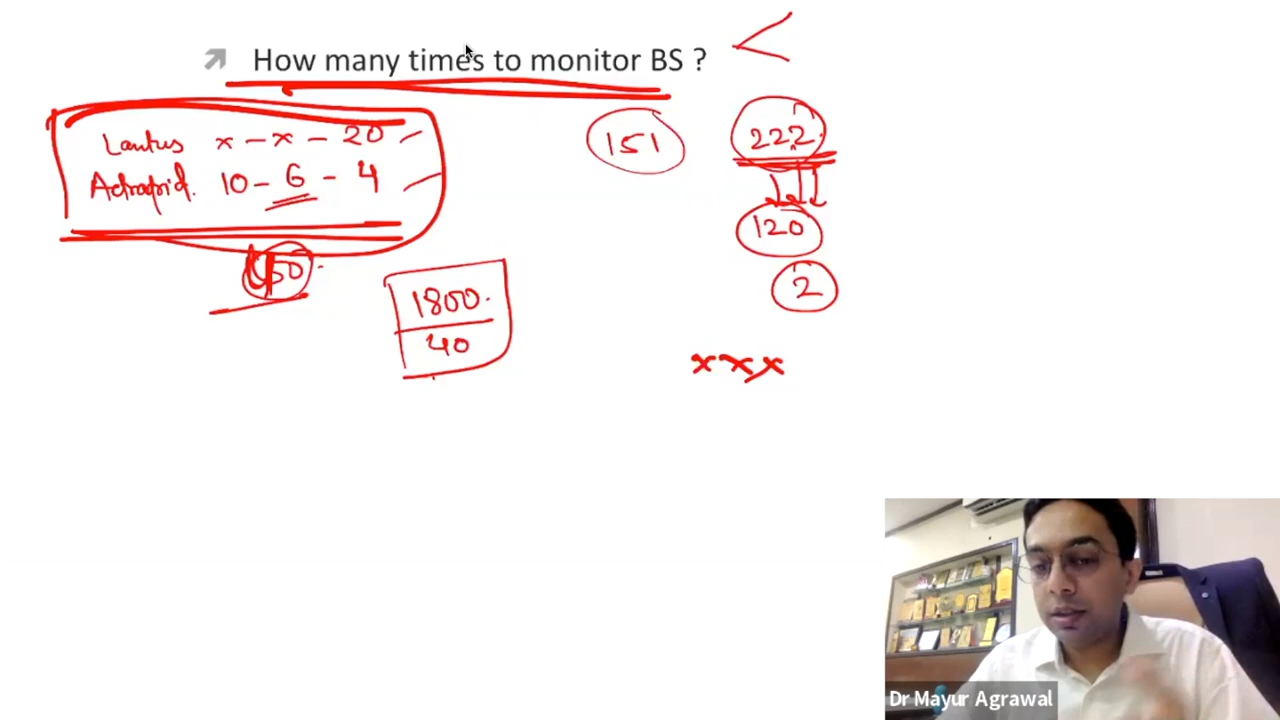 How many times to monitor BS ?
Lantus x - x - 20
Actrapid. 10 - 6 - 4
151
222
120
2
1800
40
x x x
Dr Mayur Agrawal